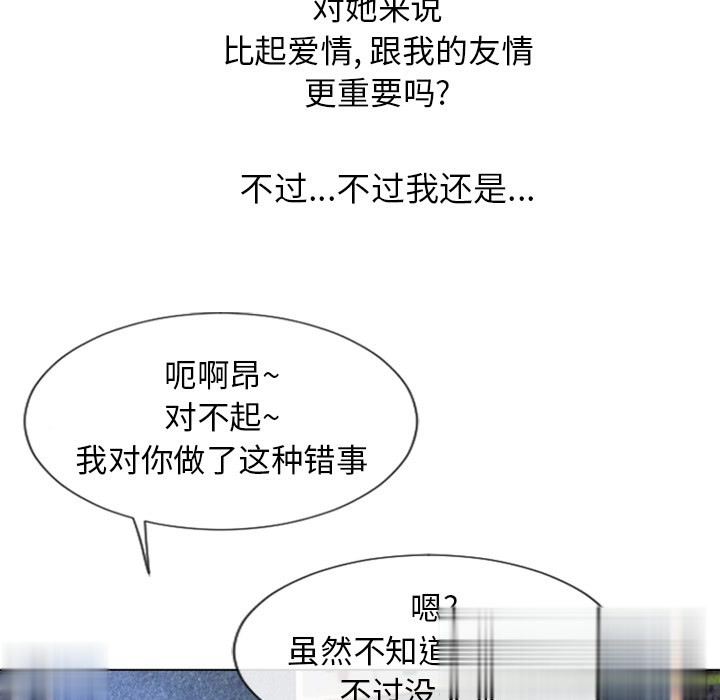 对她来说
比起爱情, 跟我的友情
更重要吗?
不过...不过我还是...
呃啊昂~
对不起~
我对你做了这种错事
嗯?
虽然不知道
不过没